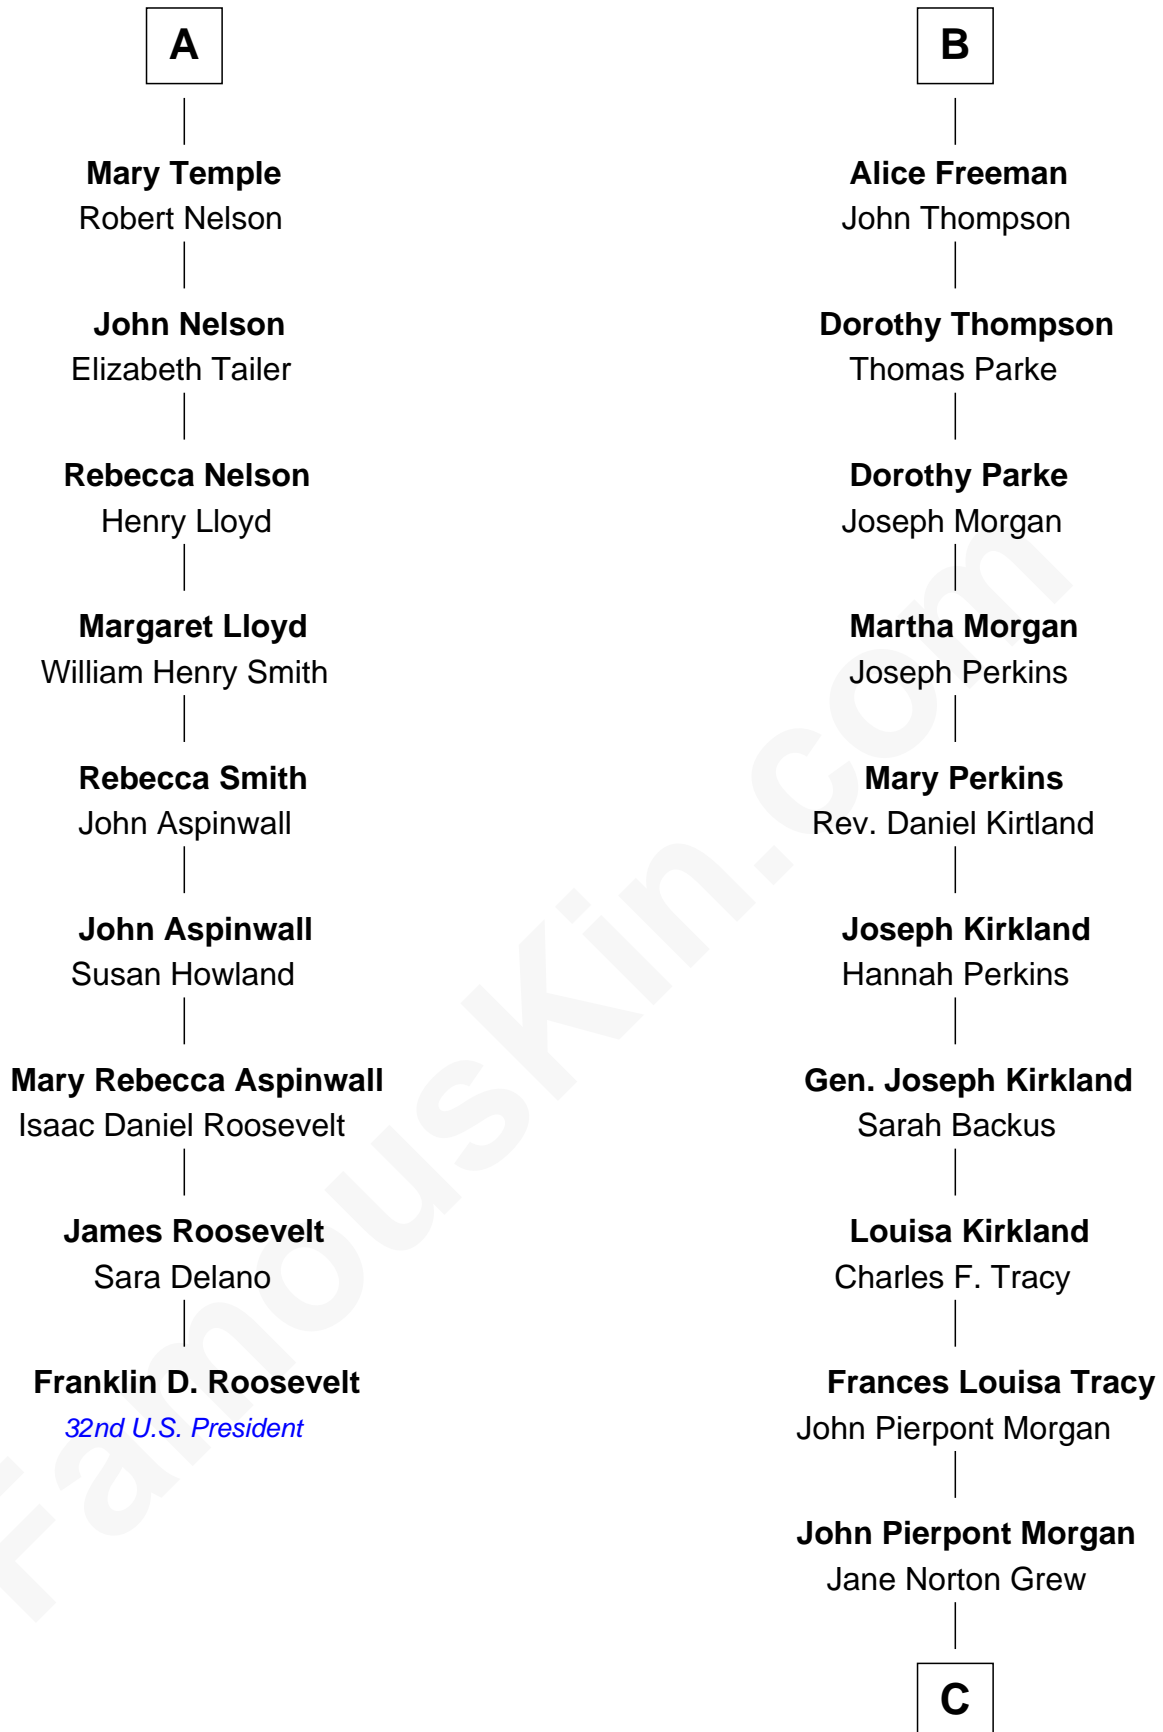 A
Mary Temple
Robert Nelson
John Nelson
Elizabeth Tailer
Rebecca Nelson
Henry Lloyd
Margaret Lloyd
William Henry Smith
Rebecca Smith
John Aspinwall
John Aspinwall
Susan Howland
Mary Rebecca Aspinwall
Isaac Daniel Roosevelt
James Roosevelt
Sara Delano
Franklin D. Roosevelt
32nd U.S. President
B
Alice Freeman
John Thompson
Dorothy Thompson
Thomas Parke
Dorothy Parke
Joseph Morgan
Martha Morgan
Joseph Perkins
Mary Perkins
Rev. Daniel Kirtland
Joseph Kirkland
Hannah Perkins
Gen. Joseph Kirkland
Sarah Backus
Louisa Kirkland
Charles F. Tracy
Frances Louisa Tracy
John Pierpont Morgan
John Pierpont Morgan
Jane Norton Grew
C
FamousKin.com